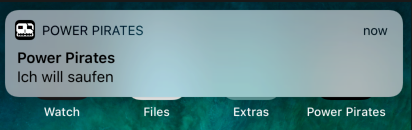 POWER PIRATES now
Power Pirates
Ich will saufen
Watch Files Extras Power Pirates